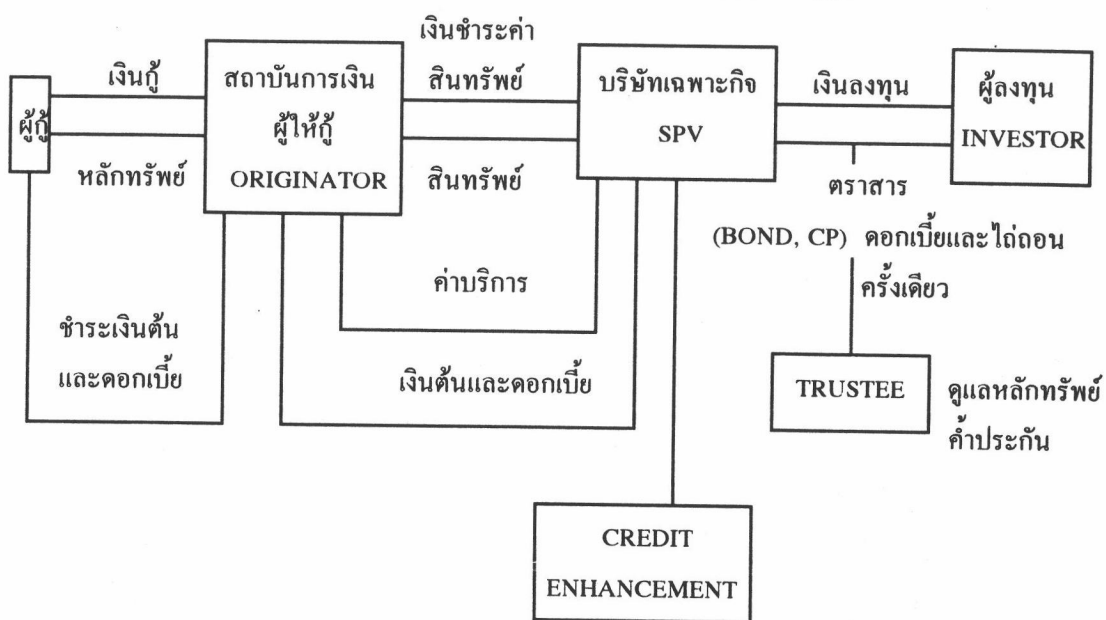 ผู้กู้
เงินกู้
หลักทรัพย์
สถาบันการเงิน
ผู้ให้กู้
ORIGINATOR
เงินชำระค่า
สินทรัพย์
สินทรัพย์
บริษัทเฉพาะกิจ
SPV
เงินลงทุน
ผู้ลงทุน
INVESTOR
ตราสาร
(BOND, CP) ดอกเบี้ยและไถ่ถอน
ครั้งเดียว
ค่าบริการ
ชำระเงินต้น
และดอกเบี้ย
เงินต้นและดอกเบี้ย
TRUSTEE
ดูแลหลักทรัพย์
ค้ำประกัน
CREDIT
ENHANCEMENT